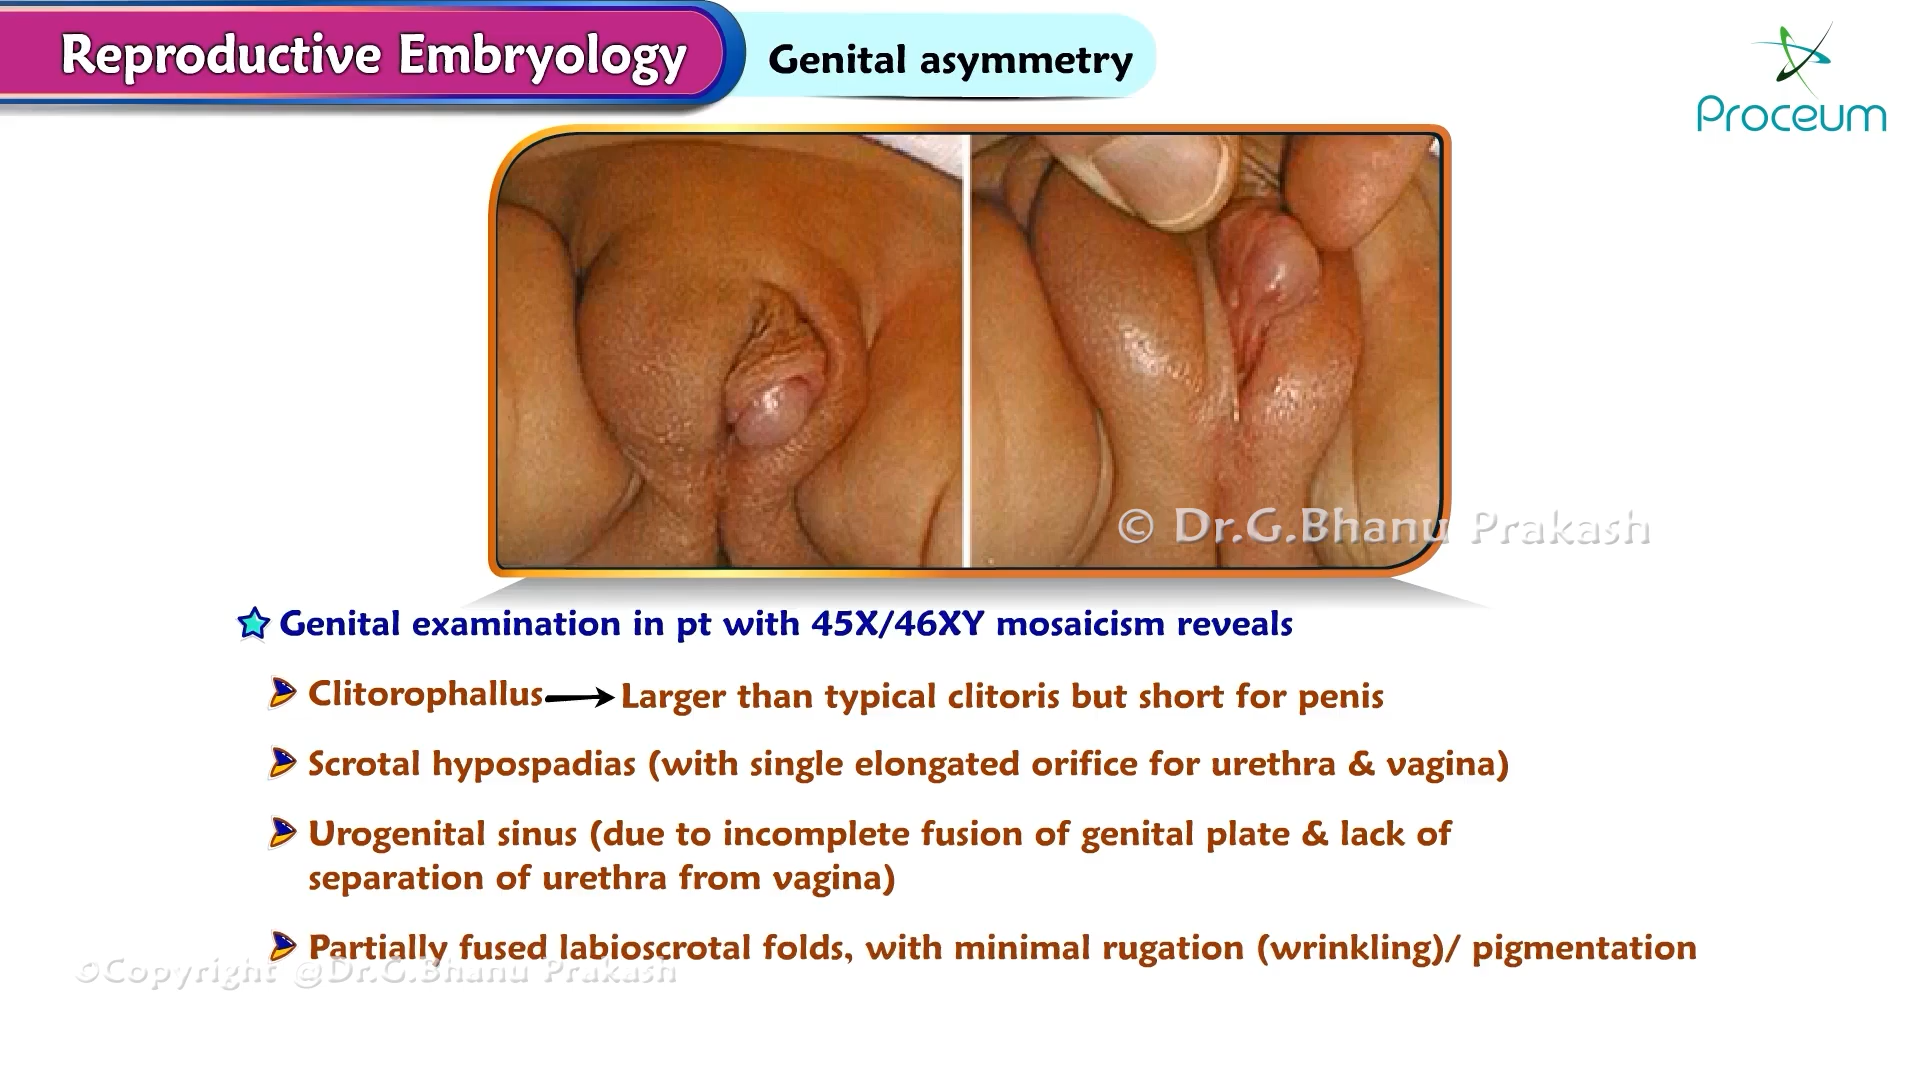 Reproductive Embryology
Genital asymmetry
Proceum
© Dr.G.Bhanu Prakash
Genital examination in pt with 45X/46XY mosaicism reveals
Clitorophallus → Larger than typical clitoris but short for penis
Scrotal hypospadias (with single elongated orifice for urethra & vagina)
Urogenital sinus (due to incomplete fusion of genital plate & lack of
separation of urethra from vagina)
Partially fused labioscrotal folds, with minimal rugation (wrinkling)/ pigmentation
©Copyright @Dr.G.Bhanu Prakash